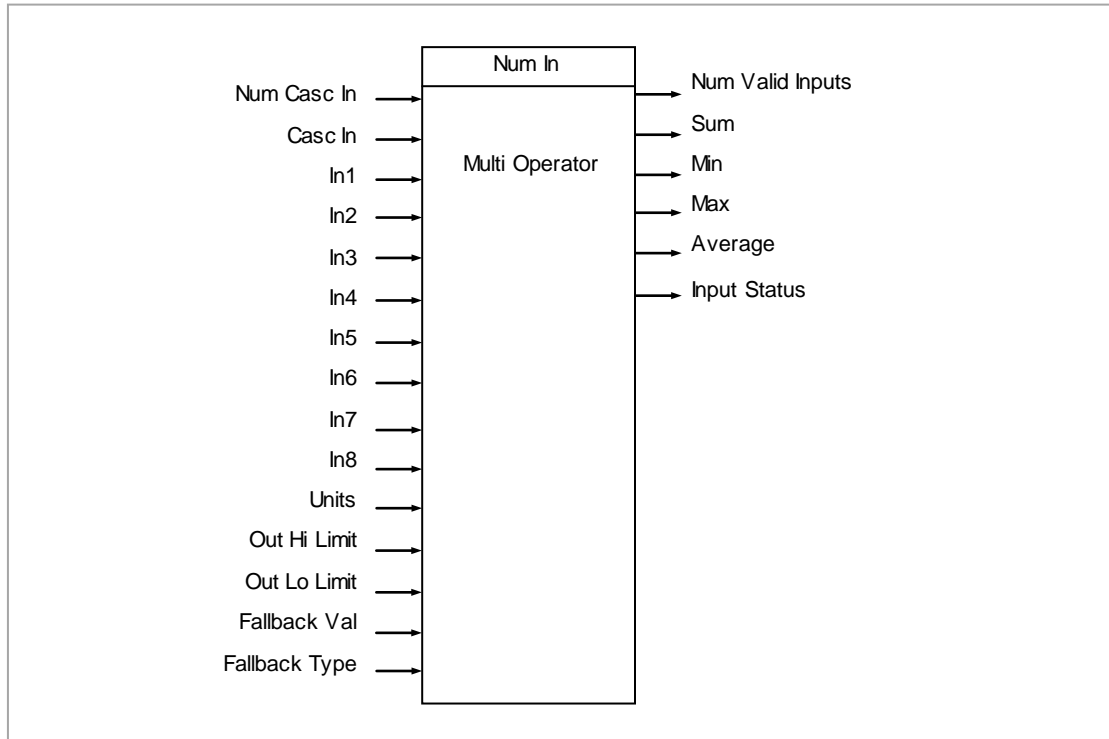 Num In
Multi Operator
Num Casc In
Casc In
In1
In2
In3
In4
In5
In6
In7
In8
Units
Out Hi Limit
Out Lo Limit
Fallback Val
Fallback Type
Num Valid Inputs
Sum
Min
Max
Average
Input Status